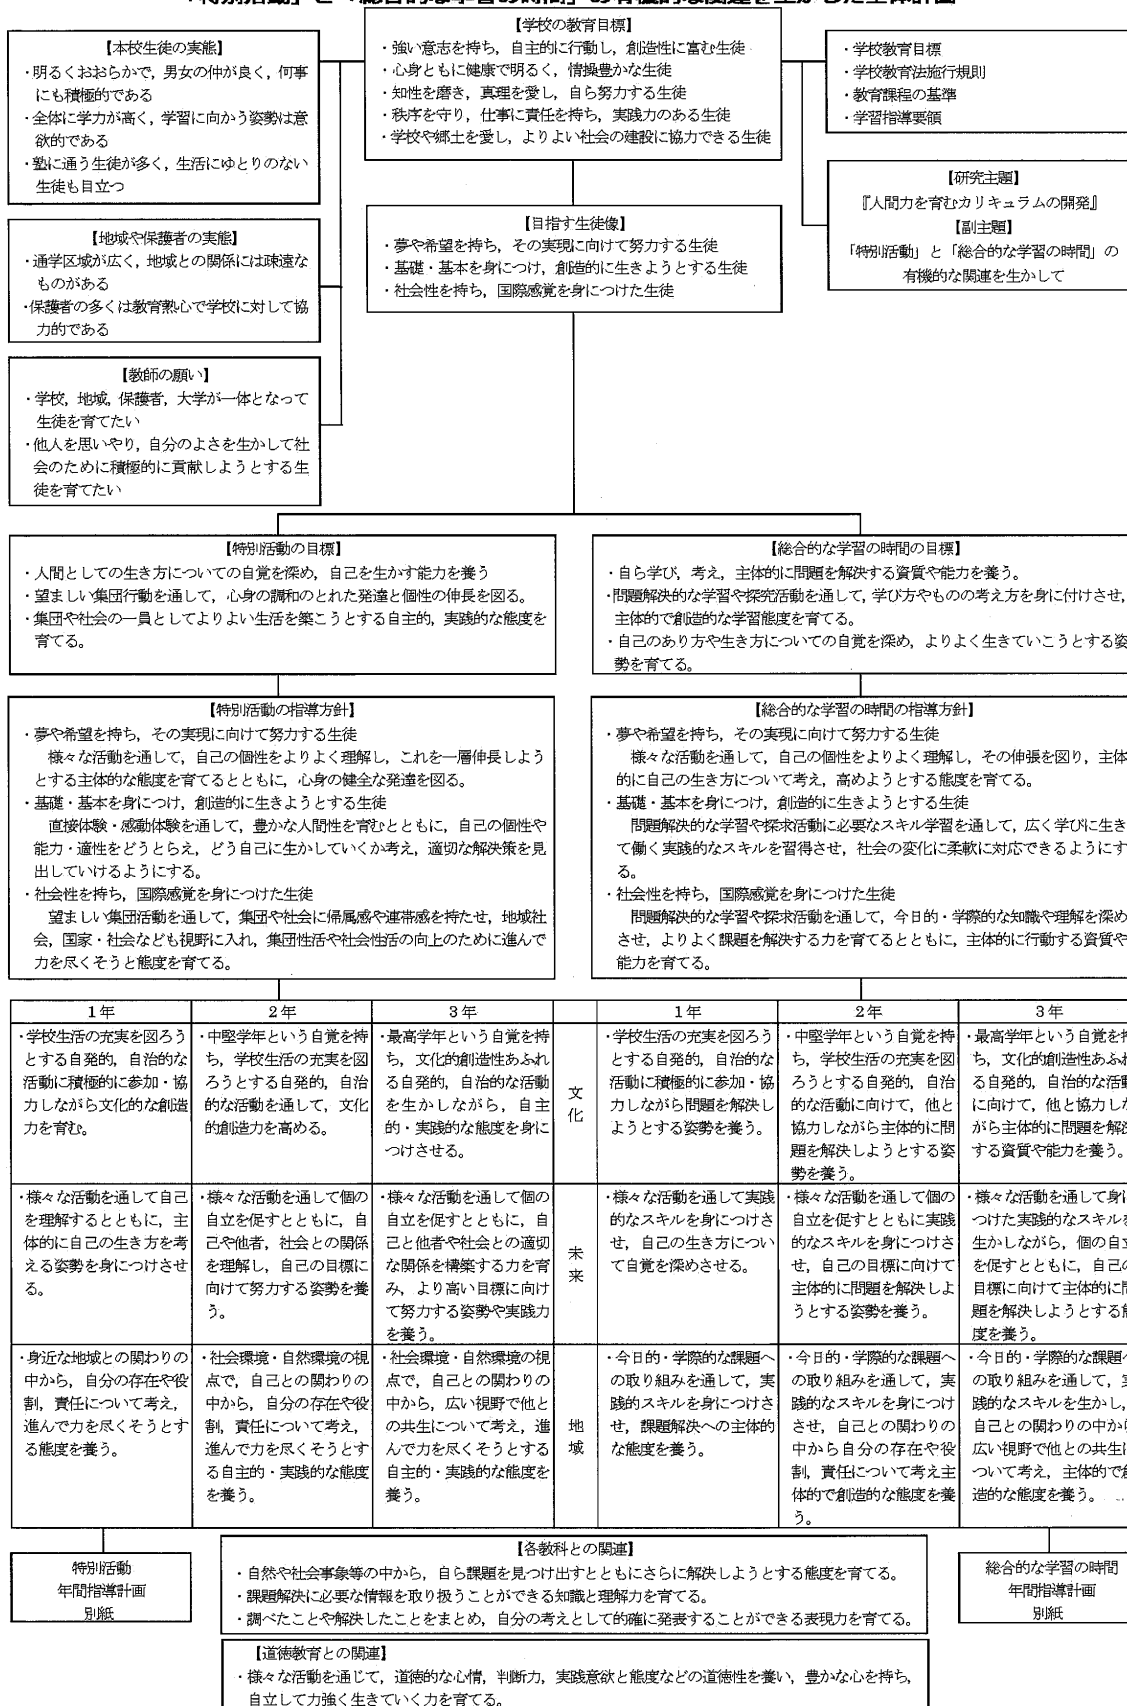 「特別活動」と「総合的な学習の時間」の有機的な関連を生かした全体計画
【本校生徒の実態】
・明るくおおらかで，男女の仲が良く，何事
にも積極的である
・全体に学力が高く，学習に向かう姿勢は意
欲的である
・塾に通う生徒が多く，生活にゆとりのない
生徒も目立つ
【地域や保護者の実態】
・通学区域が広く，地域との関係には疎遠な
ものがある
・保護者の多くは教育熱心で学校に対して協
力的である
【教師の願い】
・学校，地域，保護者，大学が一体となって
生徒を育てたい
・他人を思いやり，自分のよさを生かして社
会のために積極的に貢献しようとする生
徒を育てたい
【学校の教育目標】
・強い意志を持ち，自主的に行動し，創造性に富む生徒
・心身ともに健康で明るく，情操豊かな生徒
・知性を磨き，真理を愛し，自ら努力する生徒
・秩序を守り，仕事に責任を持ち，実践力のある生徒
・学校や郷土を愛し，よりよい社会の建設に協力できる生徒
【目指す生徒像】
・夢や希望を持ち，その実現に向けて努力する生徒
・基礎・基本を身につけ，創造的に生きようとする生徒
・社会性を持ち，国際感覚を身につけた生徒
・学校教育目標
・学校教育法施行規則
・教育課程の基準
・学習指導要領
【研究主題】
『人間力を育むカリキュラムの開発』
【副主題】
「特別活動」と「総合的な学習の時間」の
有機的な関連を生かして
【特別活動の目標】
・人間としての生き方についての自覚を深め，自己を生かす能力を養う
・望ましい集団行動を通して，心身の調和のとれた発達と個性の伸長を図る。
・集団や社会の一員としてよりよい生活を築こうとする自主的，実践的な態度を
育てる。
【総合的な学習の時間の目標】
・自ら学び，考え，主体的に問題を解決する資質や能力を養う。
・問題解決的な学習や探究活動を通して，学び方やものの考え方を身に付けさせ，
主体的で創造的な学習態度を育てる。
・自己のあり方や生き方についての自覚を深め，よりよく生きていこうとする姿
勢を育てる。
【特別活動の指導方針】
・夢や希望を持ち，その実現に向けて努力する生徒
様々な活動を通して，自己の個性をよりよく理解し，これを一層伸長しよう
とする主体的な態度を育てるとともに，心身の健全な発達を図る。
・基礎・基本を身につけ，創造的に生きようとする生徒
直接体験・感動体験を通して，豊かな人間性を育むとともに，自己の個性や
能力・適性をどうとらえ，どう自己に生かしていくか考え，適切な解決策を見
出していけるようにする。
・社会性を持ち，国際感覚を身につけた生徒
望ましい集団活動を通して，集団や社会に帰属感や連帯感を持たせ，地域社
会，国家・社会なども視野に入れ，集団性活や社会性活の向上のために進んで
力を尽くそうと態度を育てる。
【総合的な学習の時間の指導方針】
・夢や希望を持ち，その実現に向けて努力する生徒
様々な活動を通して，自己の個性をよりよく理解し，その伸張を図り，主体
的に自己の生き方について考え，高めようとする態度を育てる。
・基礎・基本を身につけ，創造的に生きようとする生徒
問題解決的な学習や探求活動に必要なスキル学習を通して，広く学びに生き
て働く実践的なスキルを習得させ，社会の変化に柔軟に対応できるようにす
る。
・社会性を持ち，国際感覚を身につけた生徒
問題解決的な学習や探求活動を通して，今日的・学際的な知識や理解を深め
させ，よりよく課題を解決する力を育てるとともに，主体的に行動する資質や
能力を育てる。
1年 2年 3年 1年 2年 3年
・学校生活の充実を図ろう
とする自発的，自治的な
活動に積極的に参加・協
力しながら文化的な創造
力を育む。
・中堅学年という自覚を持
ち，学校生活の充実を図
ろうとする自発的，自治
的な活動を通して，文化
的創造力を高める。
・最高学年という自覚を持
ち，文化的創造性あふれ
る自発的，自治的な活動
を生かしながら，自主
的・実践的な態度を身に
つけさせる。
文
化
・学校生活の充実を図ろう
とする自発的，自治的な
活動に積極的に参加・協
力しながら問題を解決し
ようとする姿勢を養う。
・中堅学年という自覚を持
ち，学校生活の充実を図
ろうとする自発的，自治
的な活動に向けて，他と
協力しながら主体的に問
題を解決しようとする姿
勢を養う。
・最高学年という自覚を持
ち，文化的創造性あふれ
る自発的，自治的な活動
に向けて，他と協力しな
がら主体的に問題を解決
する資質や能力を養う。
・様々な活動を通して自己
を理解するとともに，主
体的に自己の生き方を考
える姿勢を身につけさせ
る。
・様々な活動を通して個の
自立を促すとともに，自
己や他者，社会との関係
を理解し，自己の目標に
向けて努力する姿勢を養
う。
・様々な活動を通して個の
自立を促すとともに，自
己と他者や社会との適切
な関係を構築する力を育
み，より高い目標に向け
て努力する姿勢や実践力
を養う。
未
来
・様々な活動を通して実践
的なスキルを身につけさ
せ，自己の生き方につい
て自覚を深めさせる。
・様々な活動を通して個の
自立を促すとともに実践
的なスキルを身につけさ
せ，自己の目標に向けて
主体的に問題を解決しよ
うとする姿勢を養う。
・様々な活動を通して身に
つけた実践的なスキルを
生かしながら，個の自立
を促すとともに，自己の
目標に向けて主体的に問
題を解決しようとする態
度を養う。
・身近な地域との関わりの
中から，自分の存在や役
割，責任について考え，
進んで力を尽くそうとす
る態度を養う。
・社会環境・自然環境の視
点で，自己との関わりの
中から，自分の存在や役
割，責任について考え，
進んで力を尽くそうとす
る自主的・実践的な態度
を養う。
・社会環境・自然環境の視
点で，自己との関わりの
中から，広い視野で他と
の共生について考え，進
んで力を尽くそうとする
自主的・実践的な態度を
養う。
地
域
・今日的・学際的な課題へ
の取り組みを通して，実
践的スキルを身につけさ
せ，課題解決への主体的
な態度を養う。
・今日的・学際的な課題へ
の取り組みを通して，実
践的なスキルを身につけ
させ，自己との関わりの
中から自分の存在や役
割，責任について考え主
体的で創造的な態度を養
う。
・今日的・学際的な課題へ
の取り組みを通して，実
践的なスキルを生かし，
自己との関わりの中から
広い視野で他との共生に
ついて考え，主体的で創
造的な態度を養う。
特別活動
年間指導計画
別紙
【各教科との関連】
・自然や社会事象等の中から，自ら課題を見つけ出すとともにさらに解決しようとする態度を育てる。
・課題解決に必要な情報を取り扱うことができる知識と理解力を育てる。
・調べたことや解決したことをまとめ，自分の考えとして的確に発表することができる表現力を育てる。
総合的な学習の時間
年間指導計画
別紙
【道徳教育との関連】
・様々な活動を通じて，道徳的な心情，判断力，実践意欲と態度などの道徳性を養い，豊かな心を持ち，
自立して力強く生きていく力を育てる。